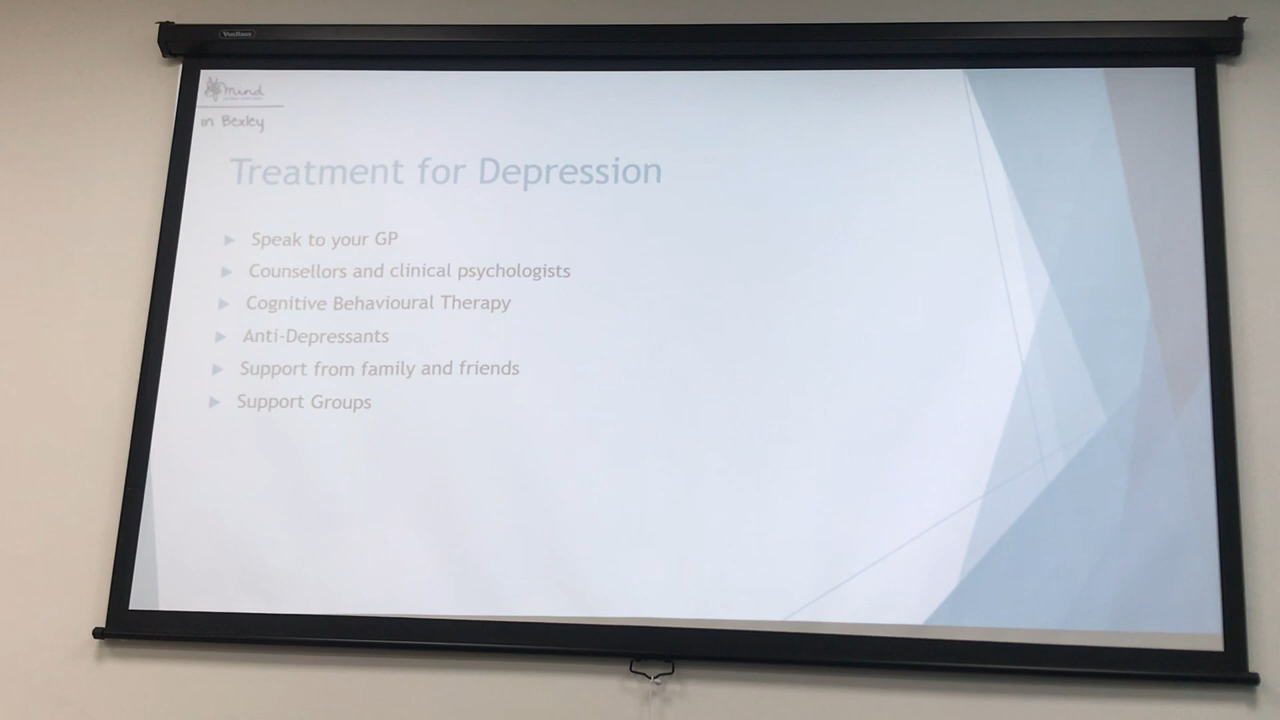 VonHaus
mind
in Bexley
Treatment for Depression
Speak to your GP
Counsellors and clinical psychologists
Cognitive Behavioural Therapy
Anti-Depressants
Support from family and friends
Support Groups